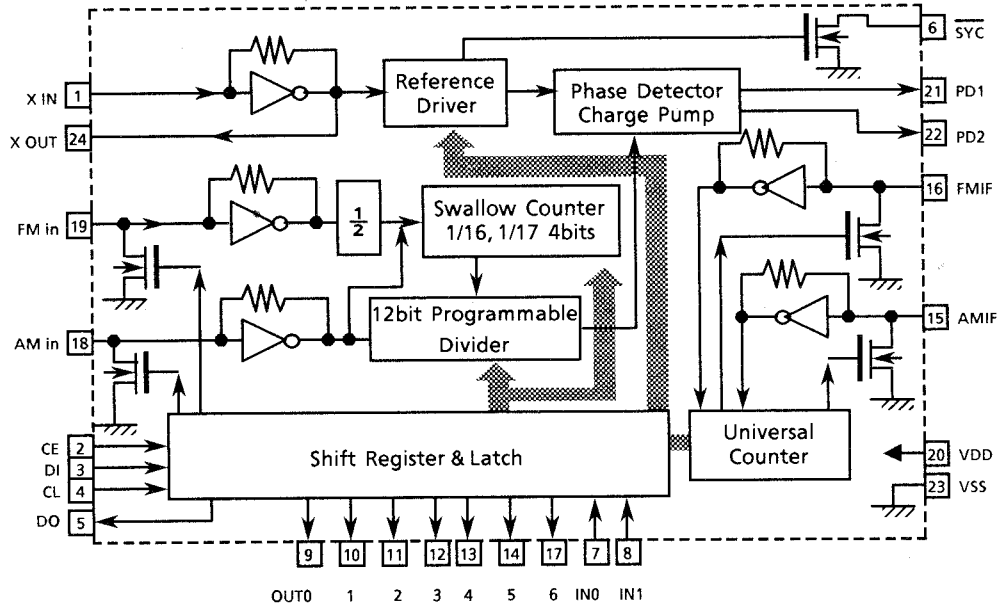 6 SYC
X IN 1
Reference
Driver
Phase Detector
Charge Pump
21 PD1
X OUT 24
22 PD2
16 FMIF
FM in 19
1/2
Swallow Counter
1/16, 1/17 4bits
12bit Programmable
Divider
15 AMIF
AM in 18
CE 2
DI 3
CL 4
DO 5
Shift Register & Latch
Universal
Counter
20 VDD
23 VSS
9 10 11 12 13 14 17 7 8
OUT0 1 2 3 4 5 6 IN0 IN1